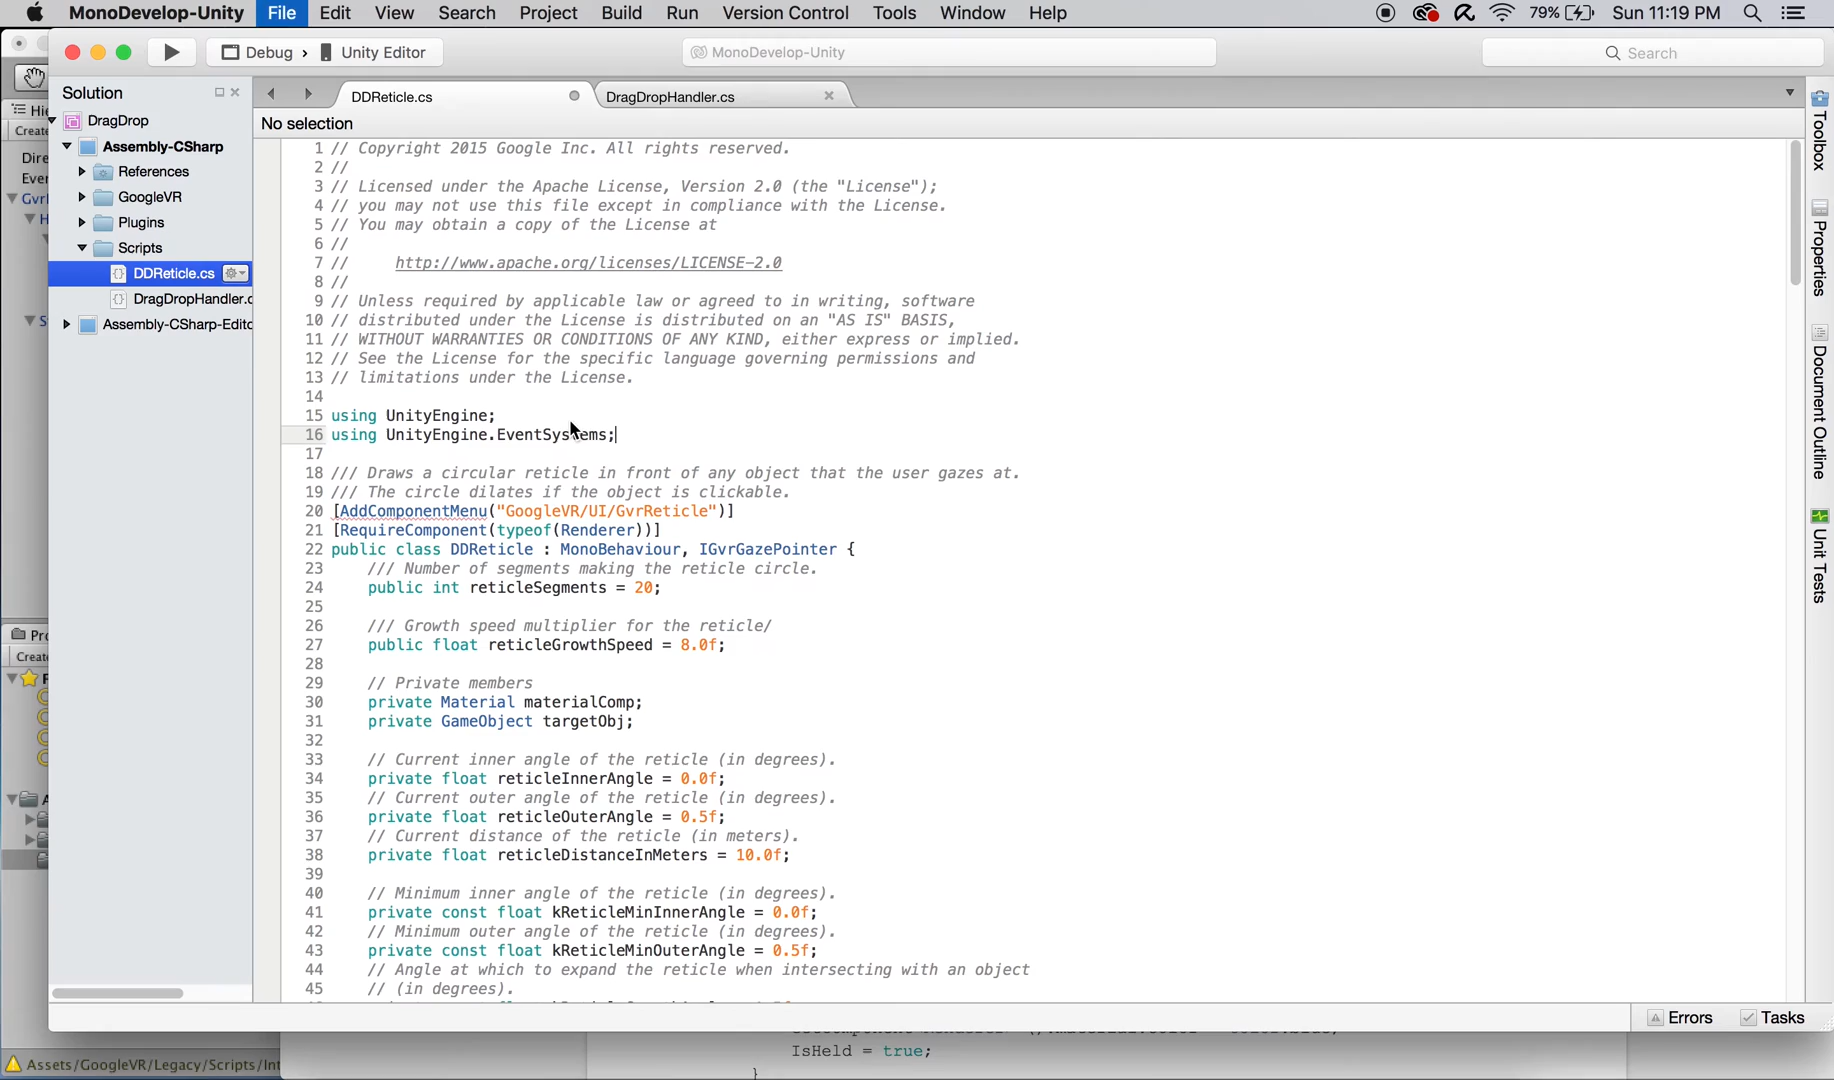 MonoDevelop-Unity File Edit View Search Project Build Run Version Control Tools Window Help 79% Sun 11:19 PM
Debug › Unity Editor MonoDevelop-Unity Search
Solution
DragDrop
Assembly-CSharp
References
GoogleVR
Plugins
Scripts
DDReticle.cs
DragDropHandler.c
Assembly-CSharp-Edito
DDReticle.cs DragDropHandler.cs
No selection
1 // Copyright 2015 Google Inc. All rights reserved.
2 //
3 // Licensed under the Apache License, Version 2.0 (the "License");
4 // you may not use this file except in compliance with the License.
5 // You may obtain a copy of the License at
6 //
7 //     http://www.apache.org/licenses/LICENSE-2.0
8 //
9 // Unless required by applicable law or agreed to in writing, software
10 // distributed under the License is distributed on an "AS IS" BASIS,
11 // WITHOUT WARRANTIES OR CONDITIONS OF ANY KIND, either express or implied.
12 // See the License for the specific language governing permissions and
13 // limitations under the License.
14
15 using UnityEngine;
16 using UnityEngine.EventSystems;
17
18 /// Draws a circular reticle in front of any object that the user gazes at.
19 /// The circle dilates if the object is clickable.
20 [AddComponentMenu("GoogleVR/UI/GvrReticle")]
21 [RequireComponent(typeof(Renderer))]
22 public class DDReticle : MonoBehaviour, IGvrGazePointer {
23     /// Number of segments making the reticle circle.
24     public int reticleSegments = 20;
25
26     /// Growth speed multiplier for the reticle/
27     public float reticleGrowthSpeed = 8.0f;
28
29     // Private members
30     private Material materialComp;
31     private GameObject targetObj;
32
33     // Current inner angle of the reticle (in degrees).
34     private float reticleInnerAngle = 0.0f;
35     // Current outer angle of the reticle (in degrees).
36     private float reticleOuterAngle = 0.5f;
37     // Current distance of the reticle (in meters).
38     private float reticleDistanceInMeters = 10.0f;
39
40     // Minimum inner angle of the reticle (in degrees).
41     private const float kReticleMinInnerAngle = 0.0f;
42     // Minimum outer angle of the reticle (in degrees).
43     private const float kReticleMinOuterAngle = 0.5f;
44     // Angle at which to expand the reticle when intersecting with an object
45     // (in degrees).
Toolbox
Properties
Document Outline
Unit Tests
Errors Tasks
Hie
Create
Dire
Even
Gvr
Pro
Create
Assets/GoogleVR/Legacy/Scripts/Int
IsHeld = true;
}